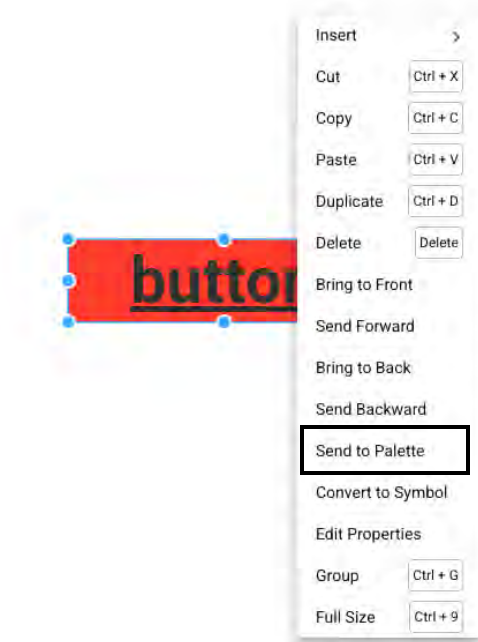 Insert >
Cut Ctrl + X
Copy Ctrl + C
Paste Ctrl + V
Duplicate Ctrl + D
Delete Delete
button
Bring to Front
Send Forward
Bring to Back
Send Backward
Send to Palette
Convert to Symbol
Edit Properties
Group Ctrl + G
Full Size Ctrl + 9